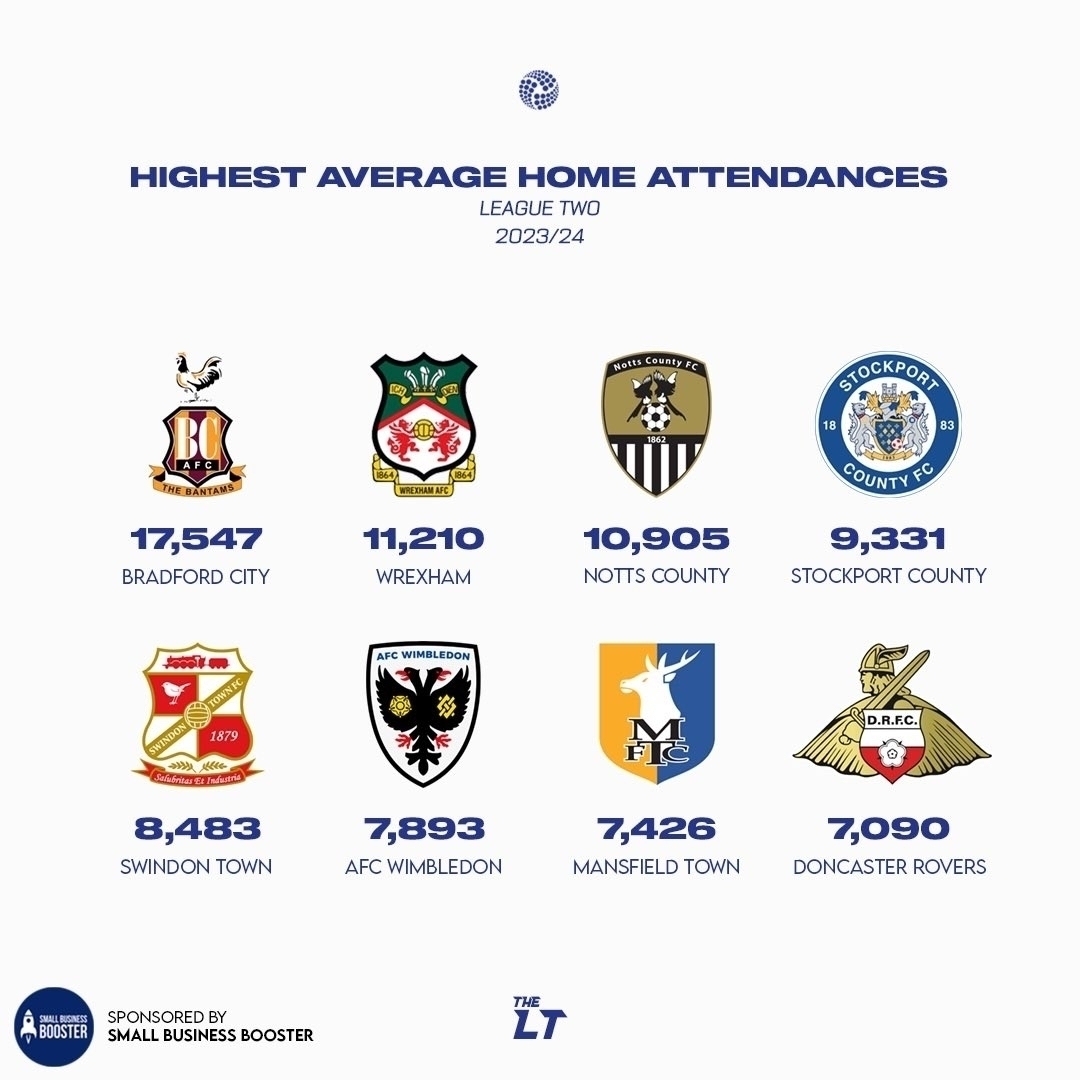 HIGHEST AVERAGE HOME ATTENDANCES
LEAGUE TWO
2023/24
BC
AFC
THE BANTAMS
17,547
BRADFORD CITY
ICH DIEN
1864 1864
WREXHAM AFC
11,210
WREXHAM
Notts County FC
1862
10,905
NOTTS COUNTY
STOCKPORT
18 83
COUNTY FC
9,331
STOCKPORT COUNTY
SWINDON TOWN FC
1879
Salubritas Et Industria
8,483
SWINDON TOWN
AFC WIMBLEDON
7,893
AFC WIMBLEDON
M
FTC
7,426
MANSFIELD TOWN
D.R.F.C.
7,090
DONCASTER ROVERS
SMALL BUSINESS
BOOSTER
SPONSORED BY
SMALL BUSINESS BOOSTER
THE
LT